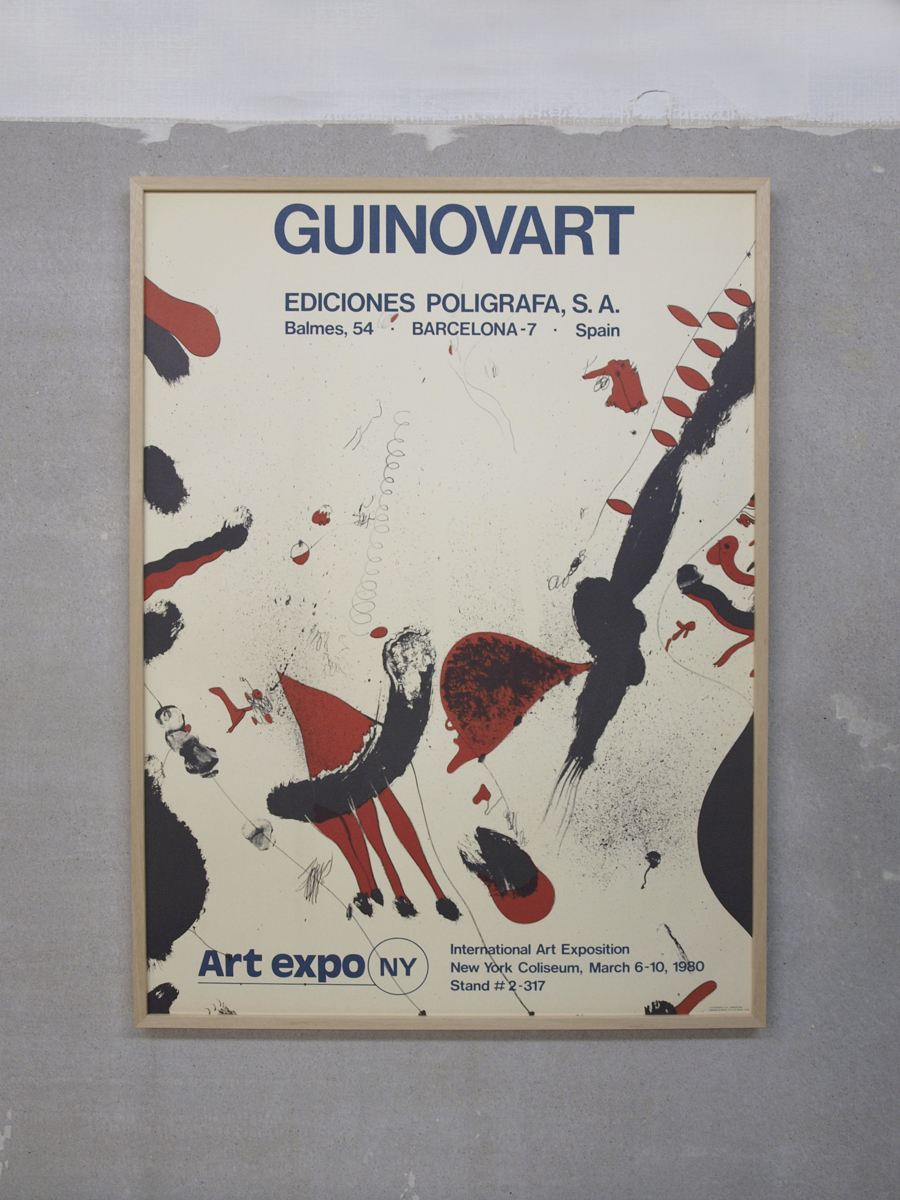 GUINOVART
EDICIONES POLIGRAFA, S. A.
Balmes, 54 · BARCELONA-7 · Spain
Art expo NY
International Art Exposition
New York Coliseum, March 6-10, 1980
Stand # 2-317